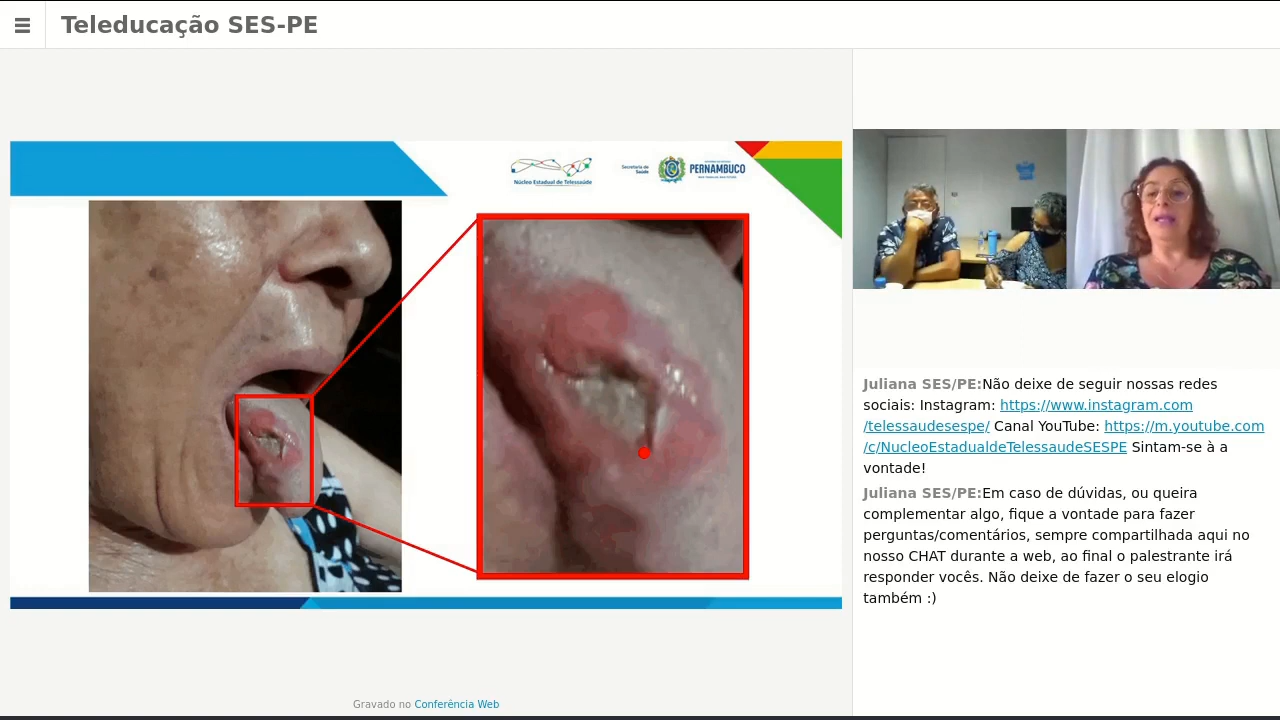 Teleducação SES-PE
Núcleo Estadual de Telessaúde
Secretaria de
Saúde
PERNAMBUCO
Juliana SES/PE:Não deixe de seguir nossas redes
sociais: Instagram: https://www.instagram.com
/telessaudesespe/ Canal YouTube: https://m.youtube.com
/c/NucleoEstadualdeTelessaudeSESPE Sintam-se à a
vontade!
Juliana SES/PE:Em caso de dúvidas, ou queira
complementar algo, fique a vontade para fazer
perguntas/comentários, sempre compartilhada aqui no
nosso CHAT durante a web, ao final o palestrante irá
responder vocês. Não deixe de fazer o seu elogio
também :)
Gravado no Conferência Web